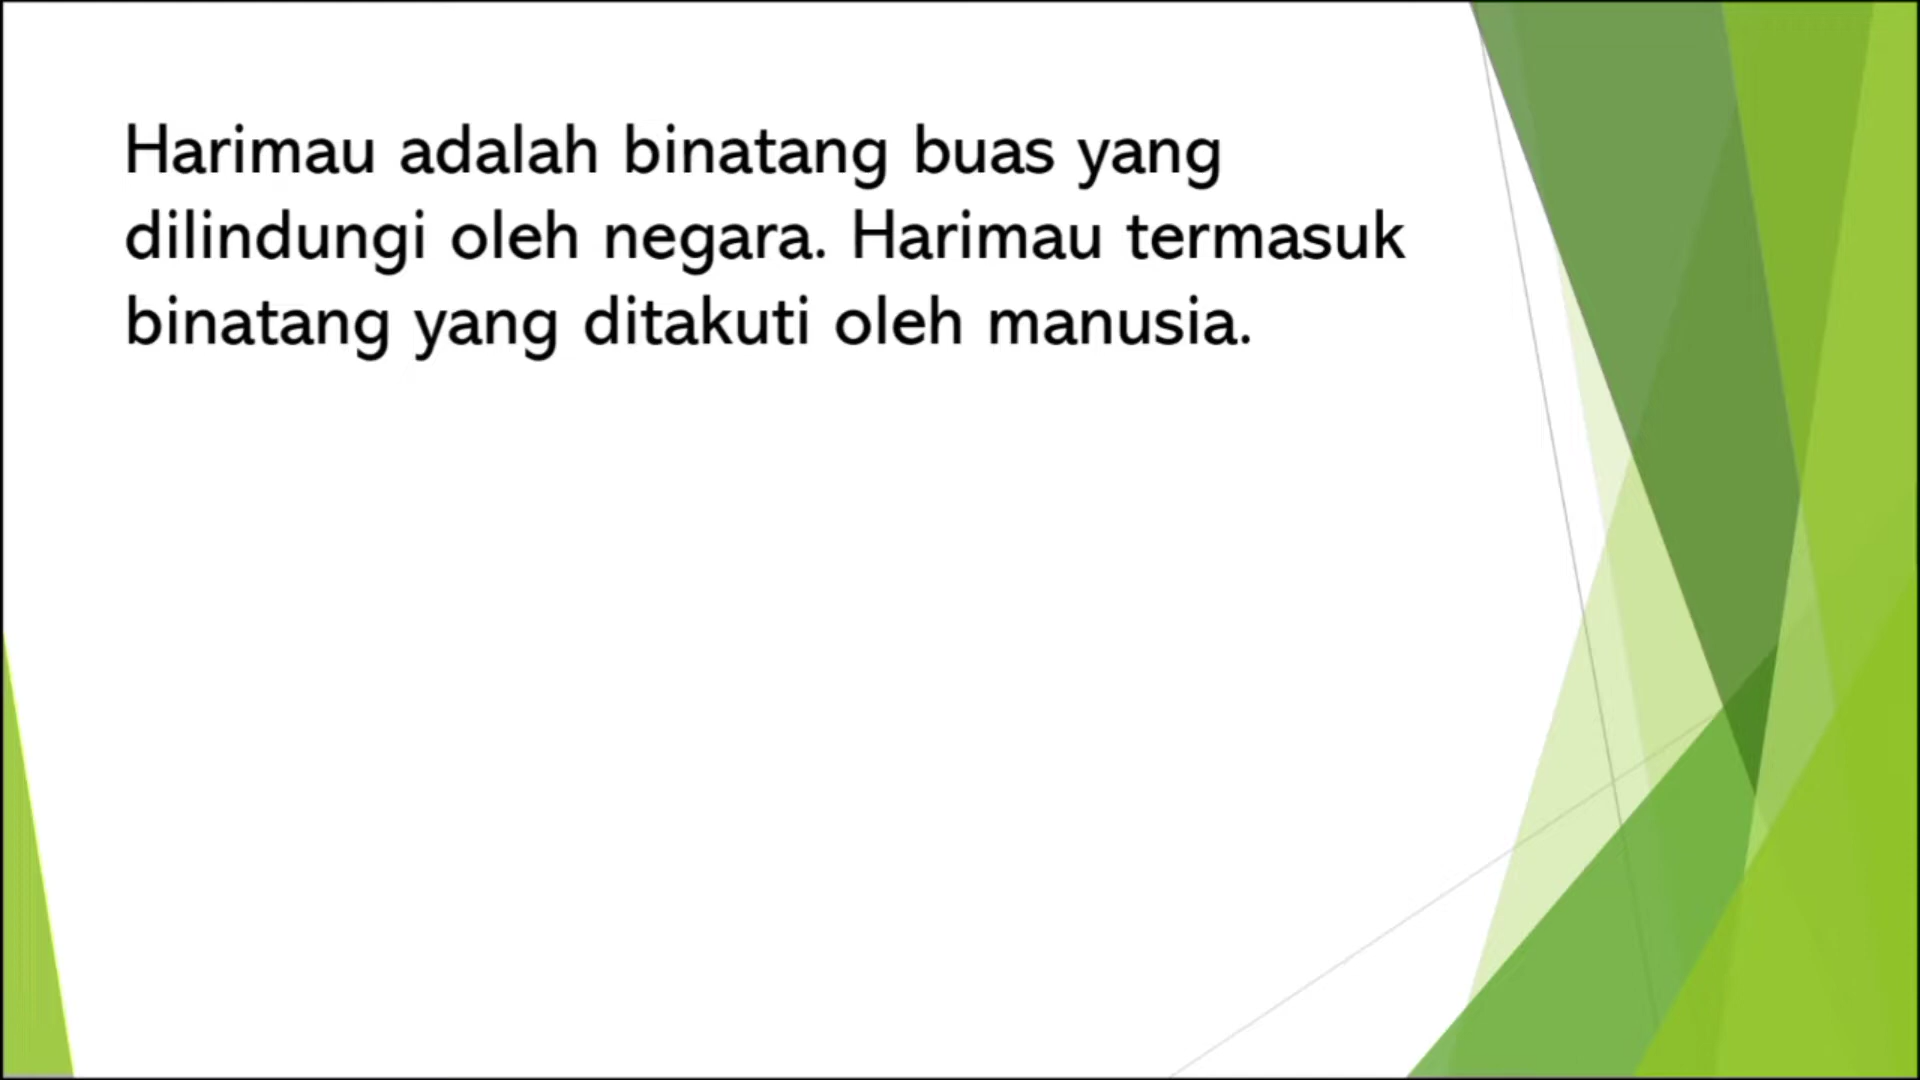 Harimau adalah binatang buas yang
dilindungi oleh negara. Harimau termasuk
binatang yang ditakuti oleh manusia.